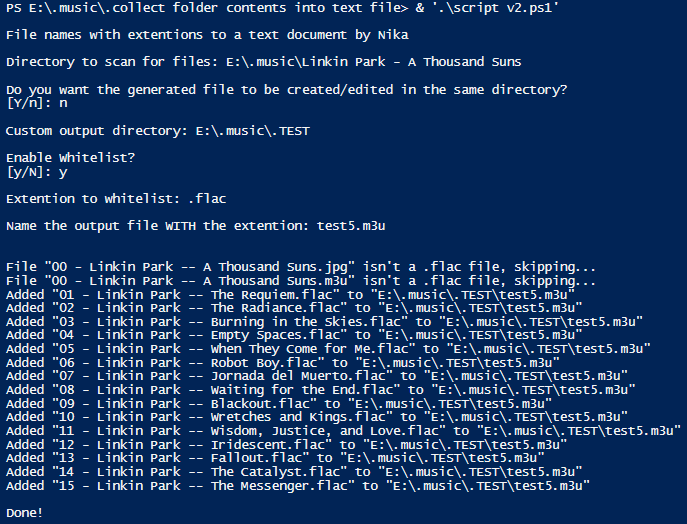 PS E:\.music\.collect folder contents into text file> & '.\script v2.ps1'
File names with extentions to a text document by Nika
Directory to scan for files: E:\.music\Linkin Park - A Thousand Suns
Do you want the generated file to be created/edited in the same directory?
[Y/n]: n
Custom output directory: E:\.music\.TEST
Enable Whitelist?
[y/N]: y
Extention to whitelist: .flac
Name the output file WITH the extention: test5.m3u
File "00 - Linkin Park -- A Thousand Suns.jpg" isn't a .flac file, skipping...
File "00 - Linkin Park -- A Thousand Suns.m3u" isn't a .flac file, skipping...
Added "01 - Linkin Park -- The Requiem.flac" to "E:\.music\.TEST\test5.m3u"
Added "02 - Linkin Park -- The Radiance.flac" to "E:\.music\.TEST\test5.m3u"
Added "03 - Linkin Park -- Burning in the Skies.flac" to "E:\.music\.TEST\test5.m3u"
Added "04 - Linkin Park -- Empty Spaces.flac" to "E:\.music\.TEST\test5.m3u"
Added "05 - Linkin Park -- When They Come for Me.flac" to "E:\.music\.TEST\test5.m3u"
Added "06 - Linkin Park -- Robot Boy.flac" to "E:\.music\.TEST\test5.m3u"
Added "07 - Linkin Park -- Jornada del Muerto.flac" to "E:\.music\.TEST\test5.m3u"
Added "08 - Linkin Park -- Waiting for the End.flac" to "E:\.music\.TEST\test5.m3u"
Added "09 - Linkin Park -- Blackout.flac" to "E:\.music\.TEST\test5.m3u"
Added "10 - Linkin Park -- Wretches and Kings.flac" to "E:\.music\.TEST\test5.m3u"
Added "11 - Linkin Park -- Wisdom, Justice, and Love.flac" to "E:\.music\.TEST\test5.m3u"
Added "12 - Linkin Park -- Iridescent.flac" to "E:\.music\.TEST\test5.m3u"
Added "13 - Linkin Park -- Fallout.flac" to "E:\.music\.TEST\test5.m3u"
Added "14 - Linkin Park -- The Catalyst.flac" to "E:\.music\.TEST\test5.m3u"
Added "15 - Linkin Park -- The Messenger.flac" to "E:\.music\.TEST\test5.m3u"
Done!